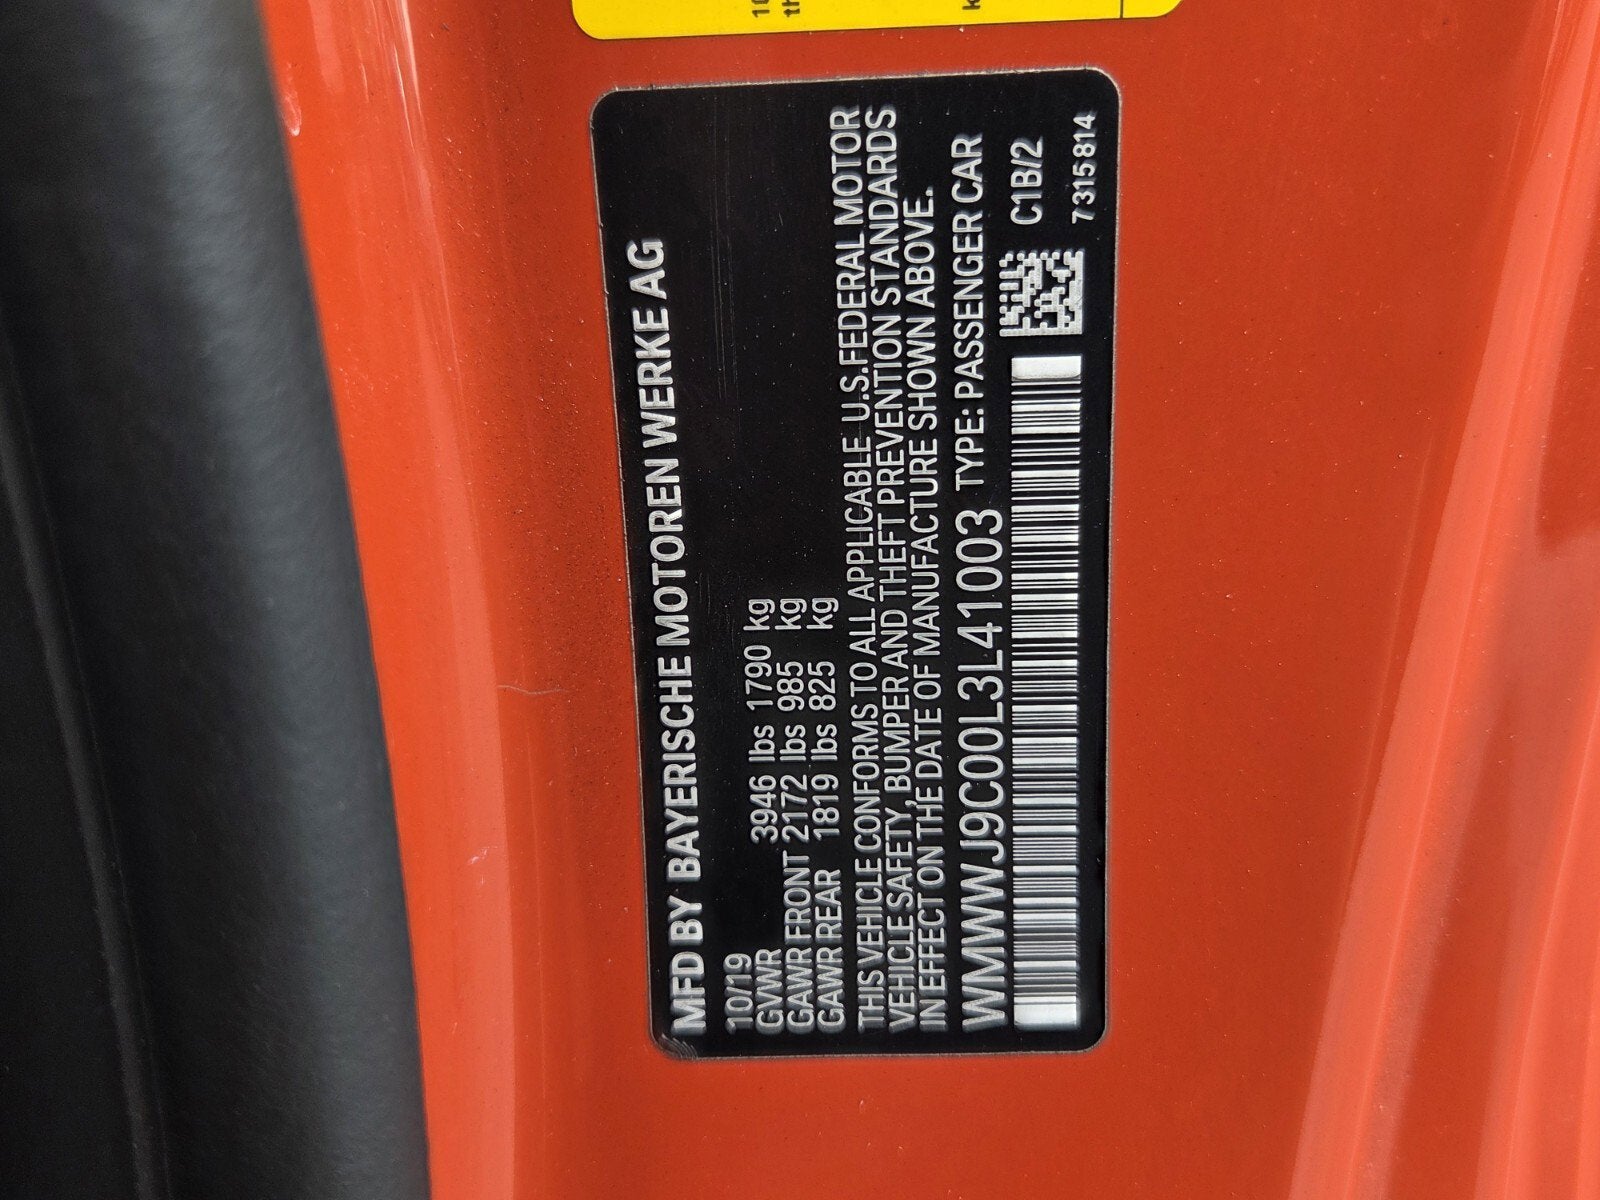 MFD BY BAYERISCHE MOTOREN WERKE AG
10/19
GVWR 3946 lbs 1790 kg
GAWR FRONT 2172 lbs 985 kg
GAWR REAR 1819 lbs 825 kg
THIS VEHICLE CONFORMS TO ALL APPLICABLE U.S.FEDERAL MOTOR
VEHICLE SAFETY, BUMPER AND THEFT PREVENTION STANDARDS
IN EFFECT ON THE DATE OF MANUFACTURE SHOWN ABOVE.
WMWWJ9C00L3L41003 TYPE: PASSENGER CAR
C1B/2
7315814